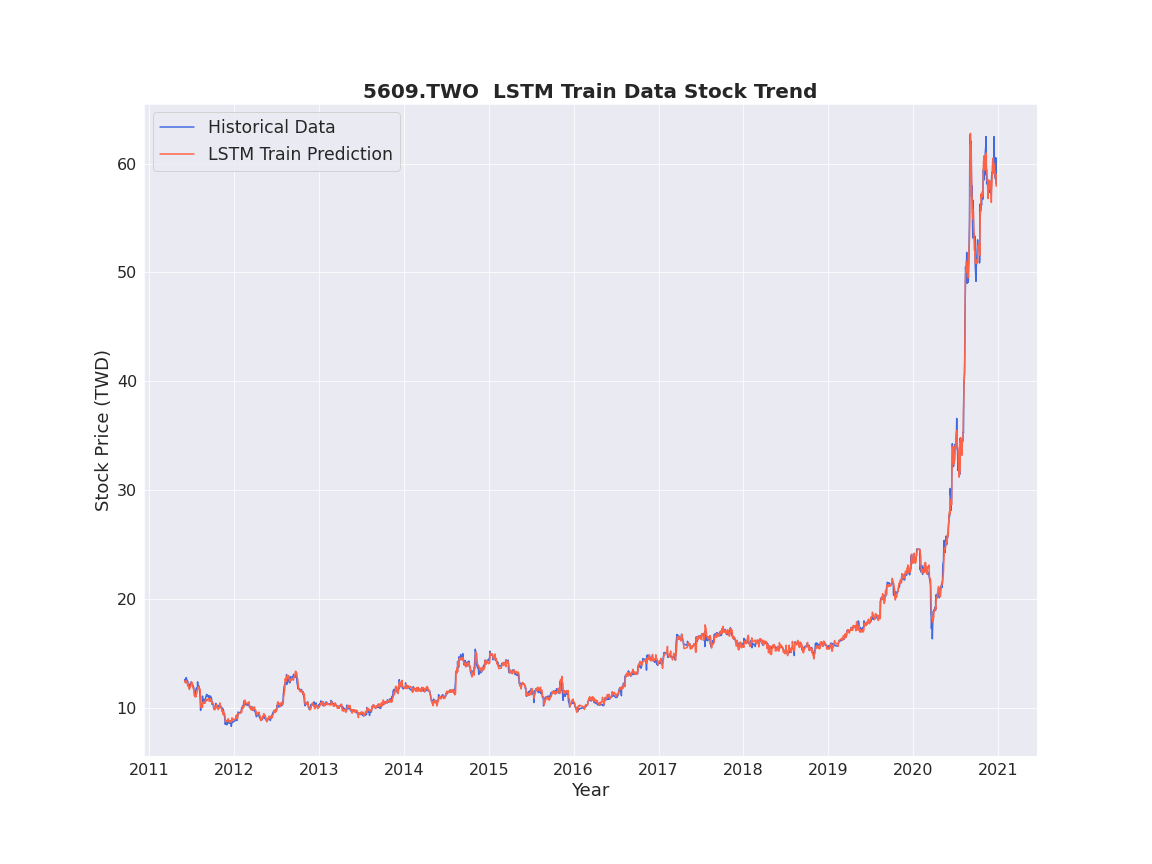 5609.TWO  LSTM Train Data Stock Trend
Historical Data
LSTM Train Prediction
Stock Price (TWD)
60
50
40
30
20
10
2011 2012 2013 2014 2015 2016 2017 2018 2019 2020 2021
Year